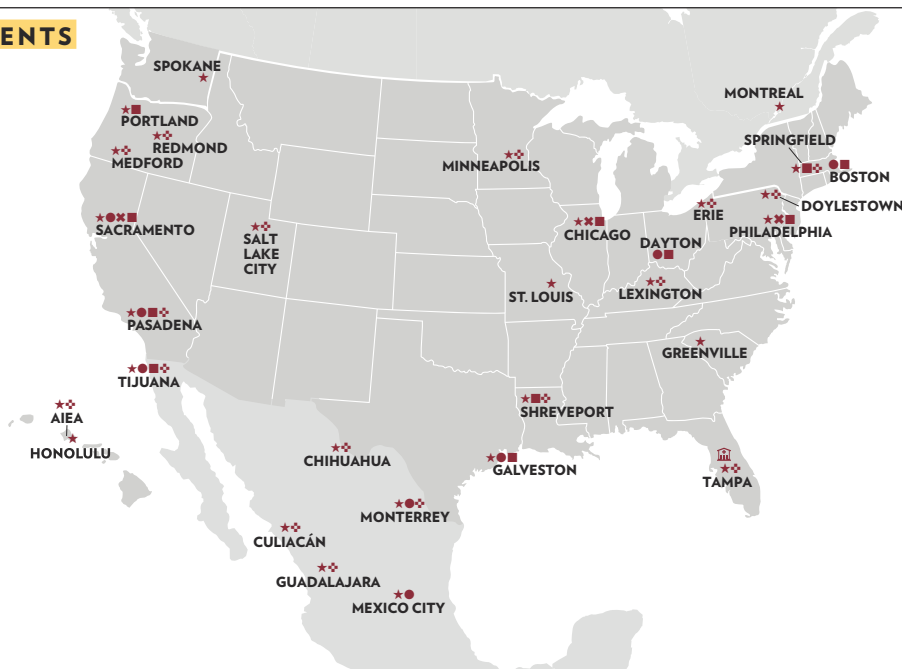 ENTS
SPOKANE
MONTREAL
PORTLAND
SPRINGFIELD
REDMOND
MEDFORD
MINNEAPOLIS
BOSTON
DOYLESTOWN
ERIE
SACRAMENTO
CHICAGO
PHILADELPHIA
SALT
LAKE
CITY
DAYTON
ST. LOUIS
LEXINGTON
PASADENA
GREENVILLE
TIJUANA
SHREVEPORT
AIEA
HONOLULU
CHIHUAHUA
GALVESTON
TAMPA
MONTERREY
CULIACÁN
GUADALAJARA
MEXICO CITY